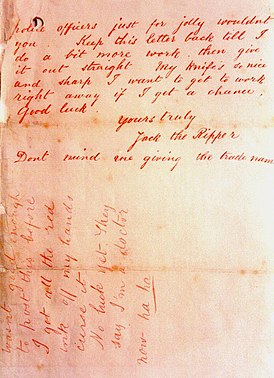 police officers just for jolly wouldnt
you. Keep this letter back till I
do a bit more work then give
it out straight My knife's so nice
and sharp I want to get to work
right away if I get a chance.
Good luck
Yours truly
Jack the Ripper
Dont mind me giving the trade name
wasnt good enough
to post this before
I got all the red
ink off my hands
curse it
No luck yet. They
say I'm a doctor
now ha ha